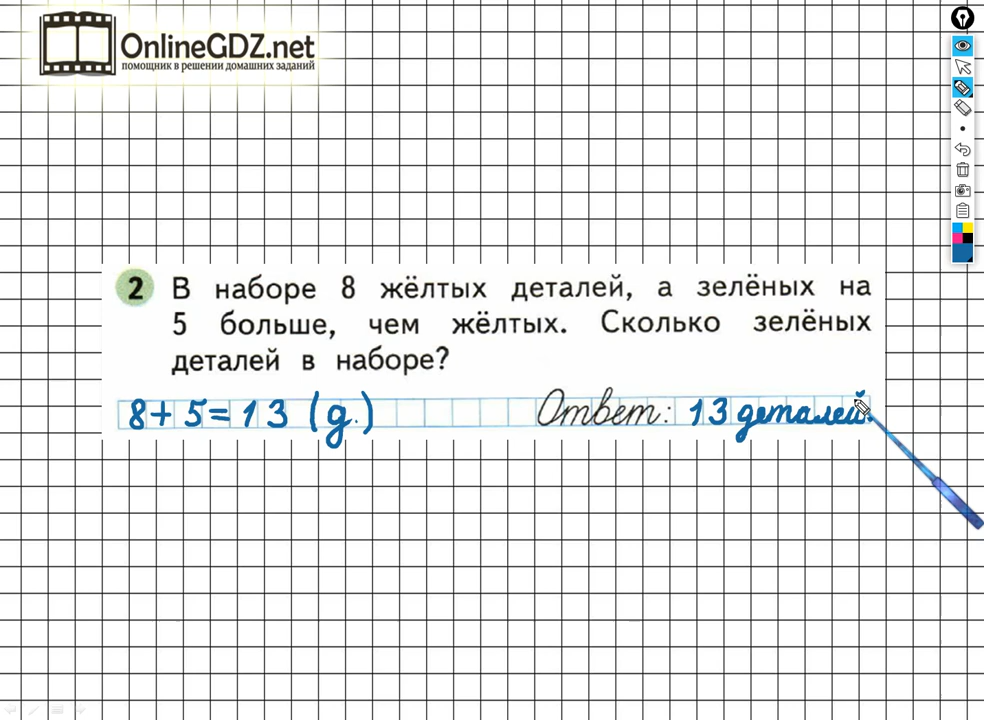 OnlineGDZ.net
помощник в решении домашних заданий
2 В наборе 8 жёлтых деталей, а зелёных на
5 больше, чем жёлтых. Сколько зелёных
деталей в наборе?
8+5=13 (д.) Ответ: 13 деталей.